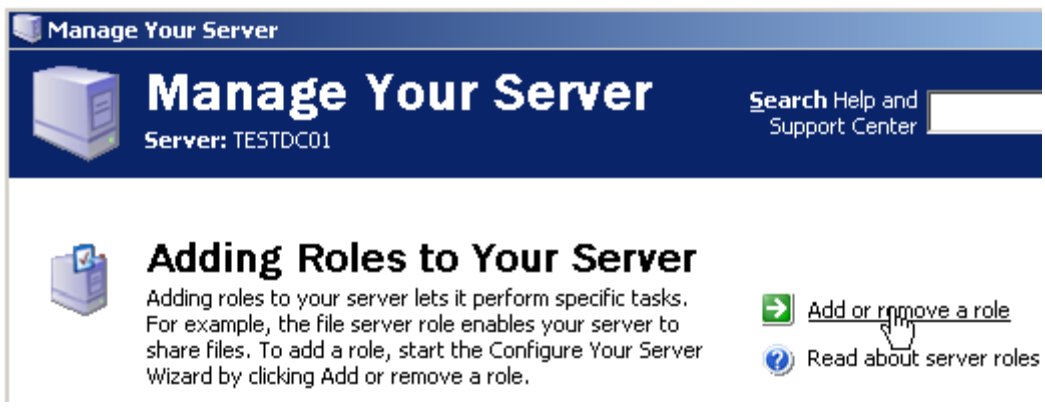 Manage Your Server
Manage Your Server
Server: TESTDC01
Search Help and
Support Center
Adding Roles to Your Server
Adding roles to your server lets it perform specific tasks.
For example, the file server role enables your server to
share files. To add a role, start the Configure Your Server
Wizard by clicking Add or remove a role.
Add or remove a role
Read about server roles